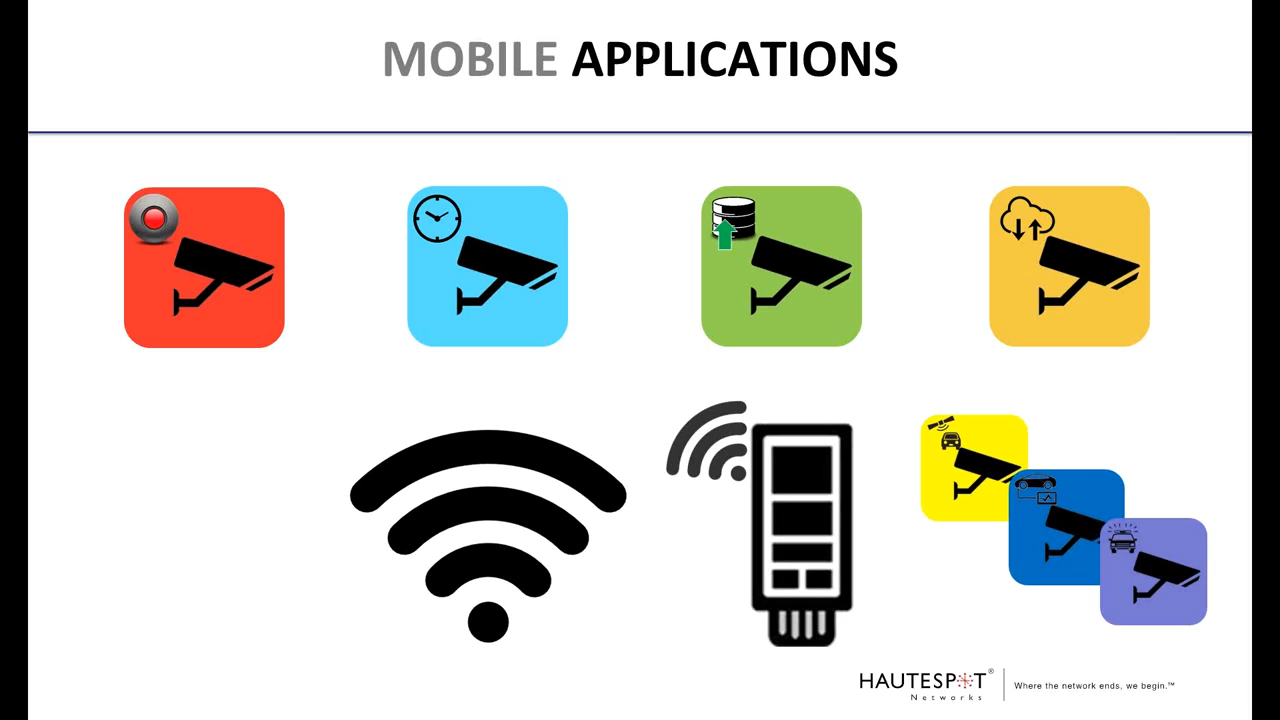 MOBILE APPLICATIONS
HAUTESPOT®
Networks
Where the network ends, we begin.™